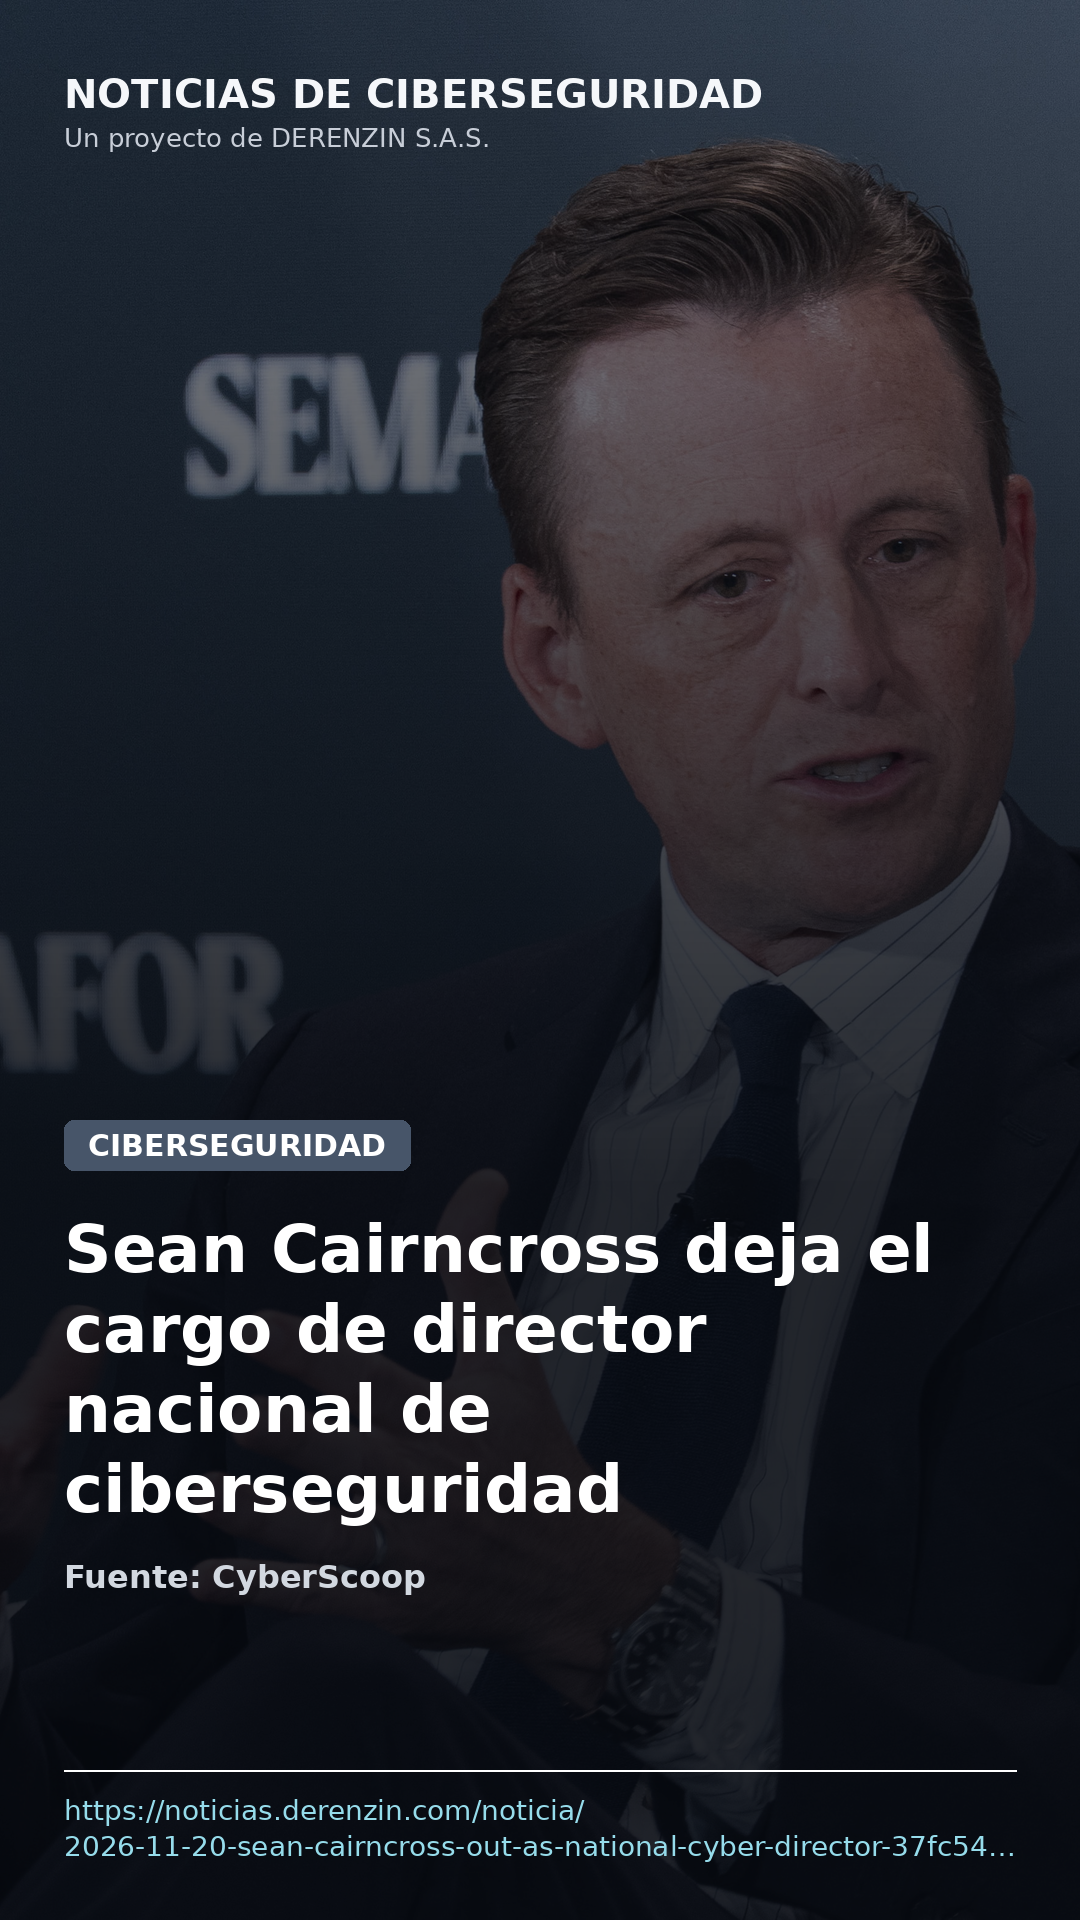 NOTICIAS DE CIBERSEGURIDAD
Un proyecto de DERENZIN S.A.S.
SEMA
AFOR
CIBERSEGURIDAD
Sean Cairncross deja el
cargo de director
nacional de
ciberseguridad
Fuente: CyberScoop
https://noticias.derenzin.com/noticia/
2026-11-20-sean-cairncross-out-as-national-cyber-director-37fc54…